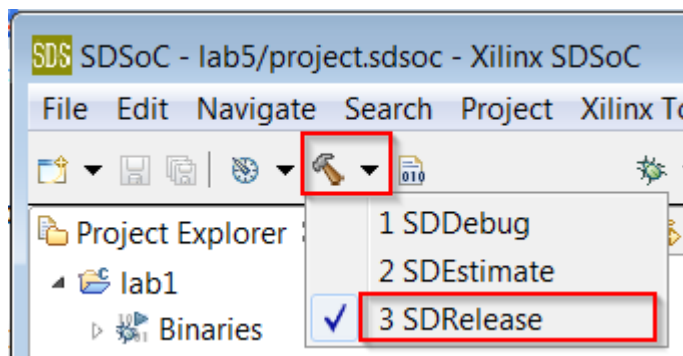 SDS SDSoC - lab5/project.sdsoc - Xilinx SDSoC
File Edit Navigate Search Project Xilinx
010
Project Explorer
1 SDDebug
lab1
2 SDEstimate
Binaries
3 SDRelease